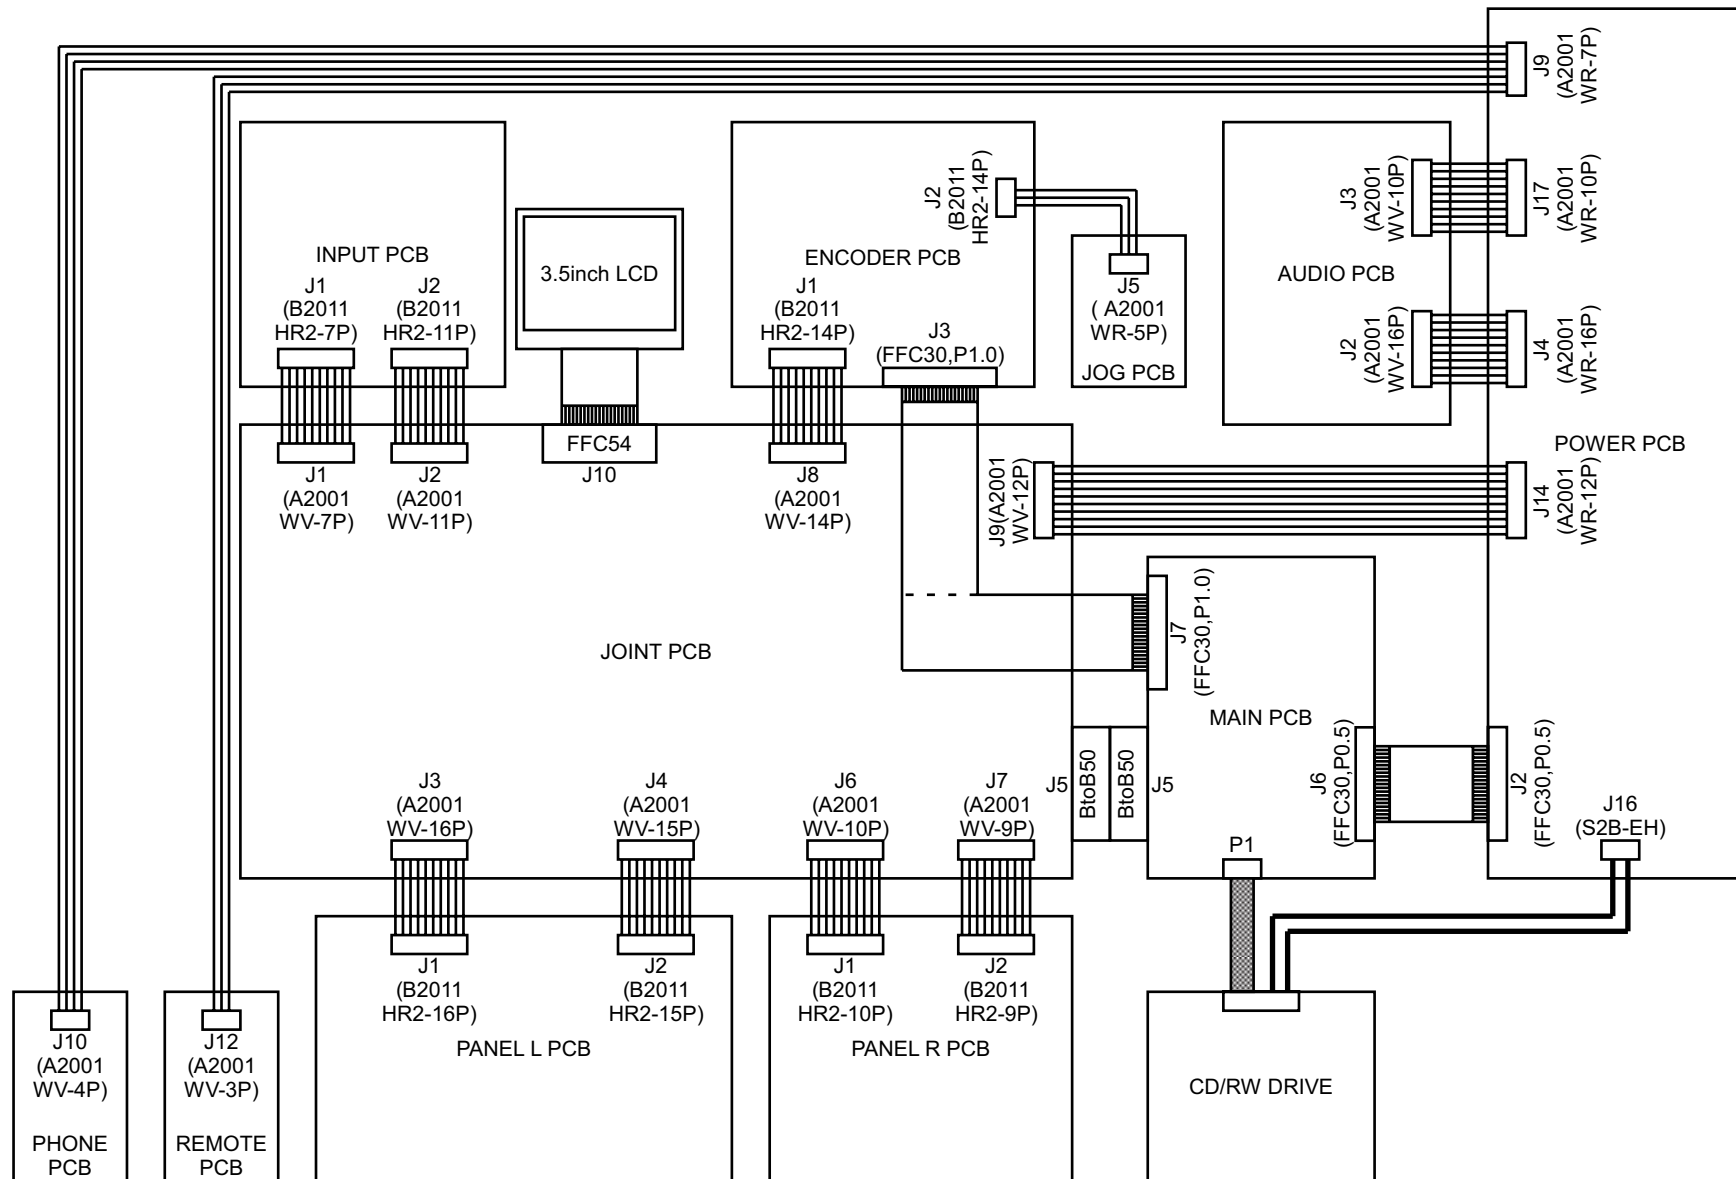 J9
(A2001
WR-7P)
J2
(B2011
HR2-14P)
J3
(A2001
WV-10P)
J17
(A2001
WR-10P)
INPUT PCB
3.5inch LCD
ENCODER PCB
AUDIO PCB
J1
(B2011
HR2-7P)
J2
(B2011
HR2-11P)
J1
(B2011
HR2-14P)
J3
(FFC30,P1.0)
J5
( A2001
WR-5P)
JOG PCB
J2
(A2001
WV-16P)
J4
(A2001
WR-16P)
POWER PCB
FFC54
J10
J1
(A2001
WV-7P)
J2
(A2001
WV-11P)
J8
(A2001
WV-14P)
J9(A2001
WV-12P)
J14
(A2001
WR-12P)
JOINT PCB
J7
(FFC30,P1.0)
MAIN PCB
J3
(A2001
WV-16P)
J4
(A2001
WV-15P)
J6
(A2001
WV-10P)
J7
(A2001
WV-9P)
J5
BtoB50
BtoB50
J5
J6
(FFC30,P0.5)
J2
(FFC30,P0.5)
J16
(S2B-EH)
P1
J1
(B2011
HR2-16P)
J2
(B2011
HR2-15P)
J1
(B2011
HR2-10P)
J2
(B2011
HR2-9P)
PANEL L PCB
PANEL R PCB
CD/RW DRIVE
J10
(A2001
WV-4P)
PHONE
PCB
J12
(A2001
WV-3P)
REMOTE
PCB